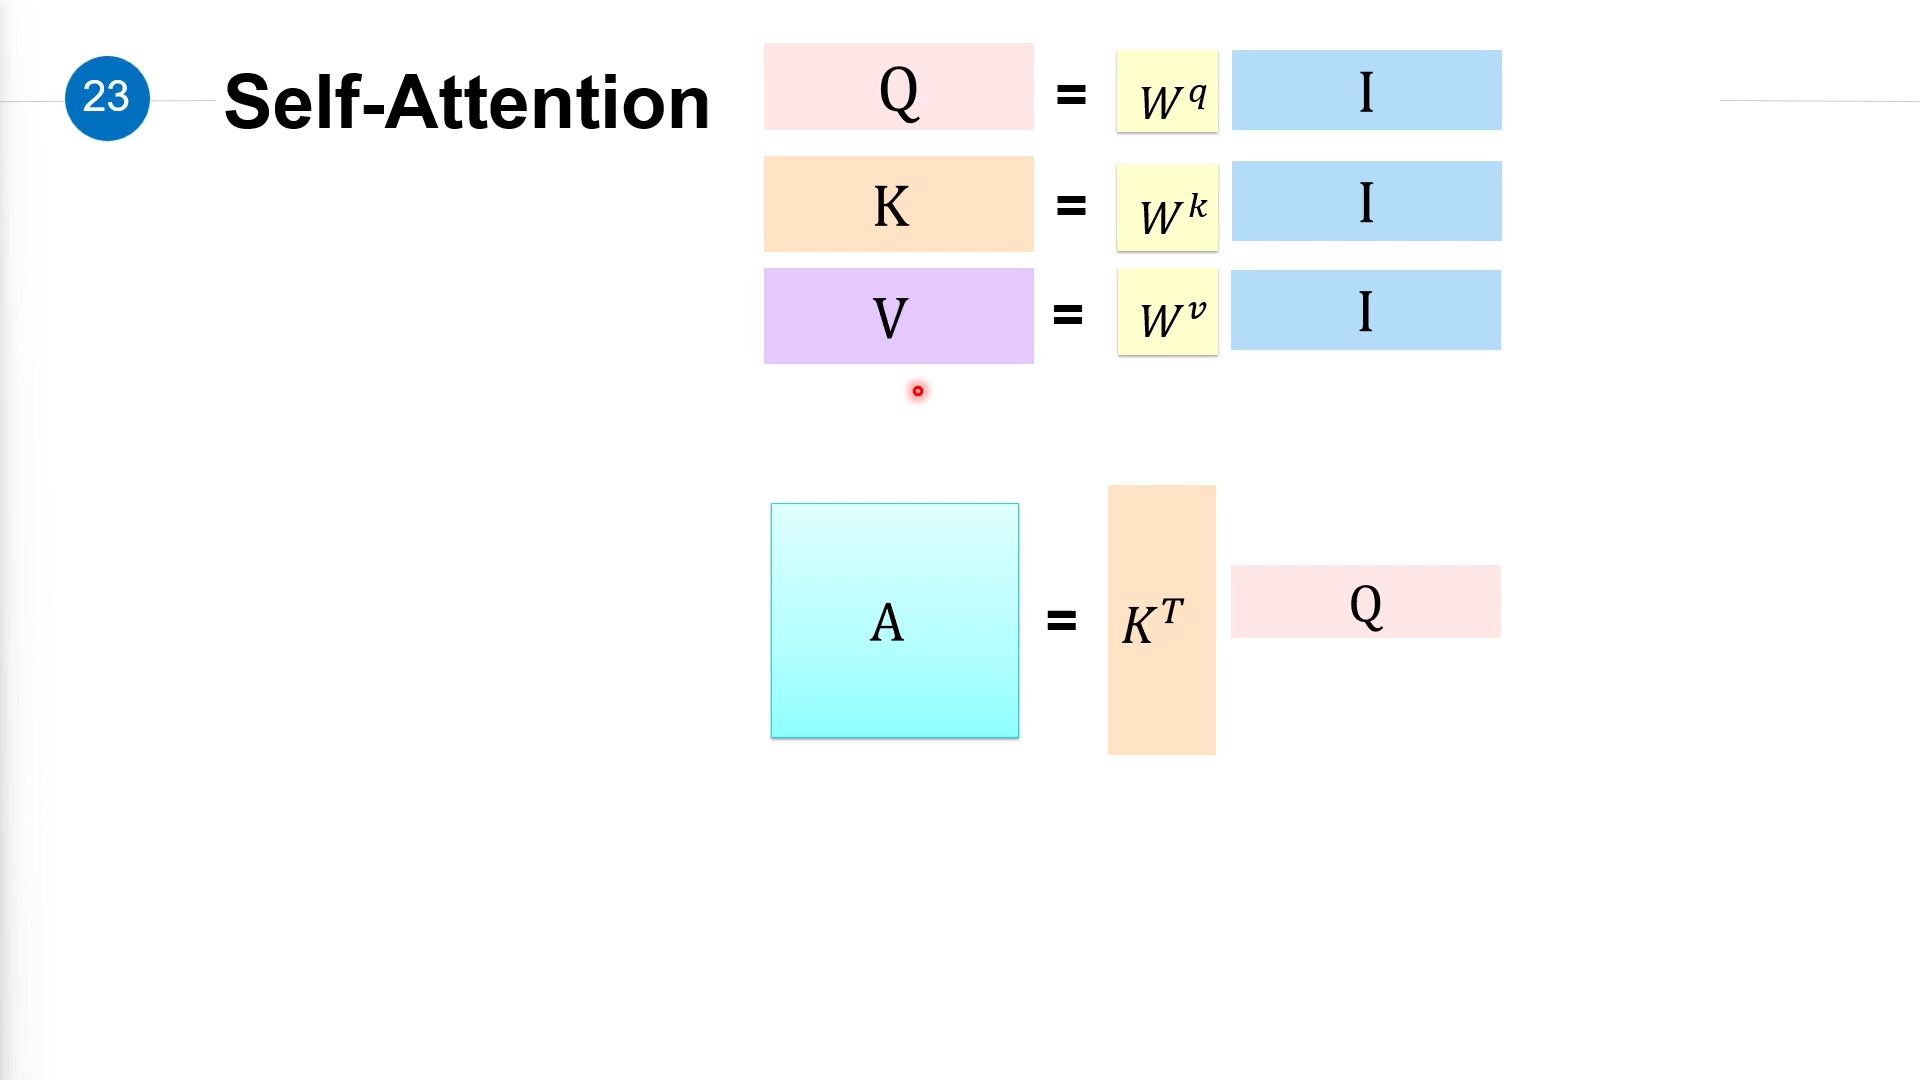 23 Self-Attention
Q = W^q I
K = W^k I
V = W^v I
A = K^T Q